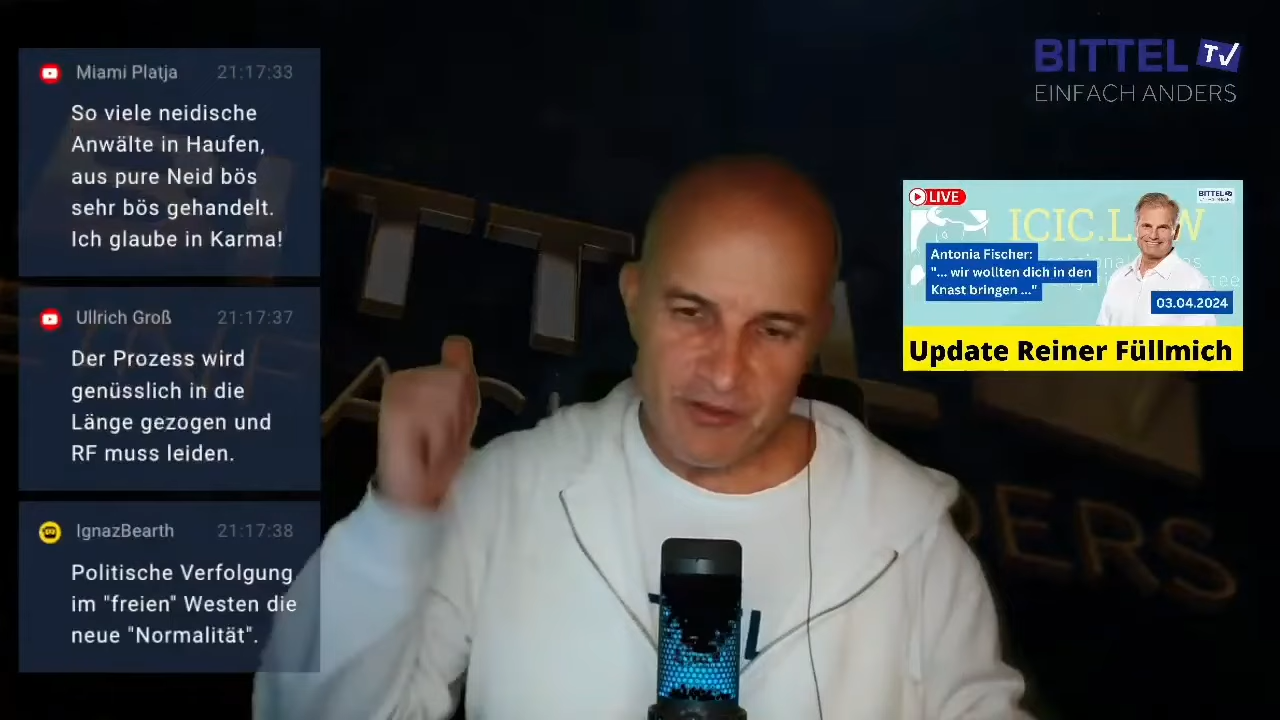 Miami Platja 21:17:33
So viele neidische
Anwälte in Haufen,
aus pure Neid bös
sehr bös gehandelt.
Ich glaube in Karma!
Ullrich Groß 21:17:37
Der Prozess wird
genüsslich in die
Länge gezogen und
RF muss leiden.
IgnazBearth 21:17:38
Politische Verfolgung
im "freien" Westen die
neue "Normalität".
BITTEL TV
EINFACH ANDERS
LIVE
BITTEL TV
ICIC.L W
Antonia Fischer:
"... wir wollten dich in den
Knast bringen ..."
03.04.2024
Update Reiner Füllmich